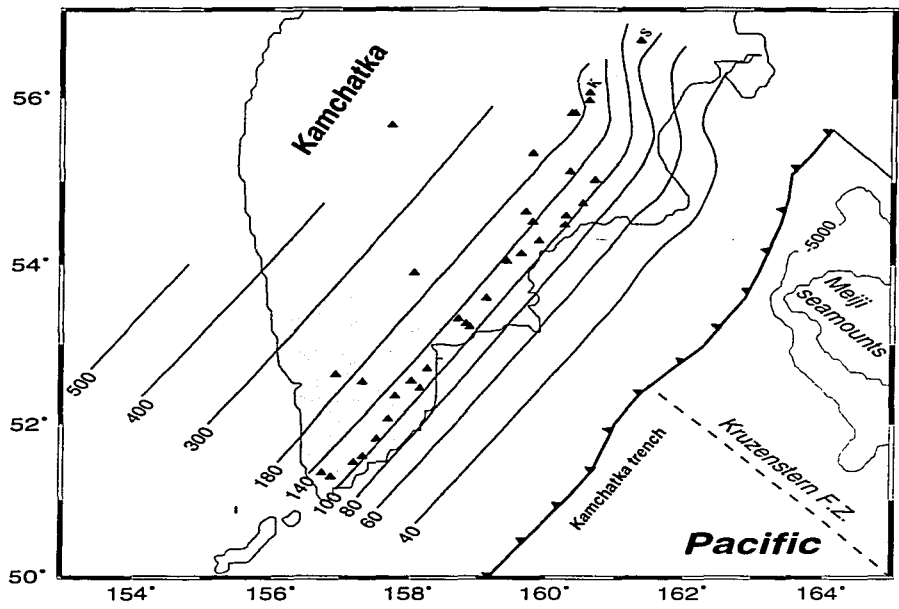 Kamchatka
S
K
56°
54°
52°
50°
-5000
Meiji
seamounts
500
400
300
180
140
100
80
60
40
Kamchatka trench
Kruzenstern F.Z.
Pacific
154°
156°
158°
160°
162°
164°